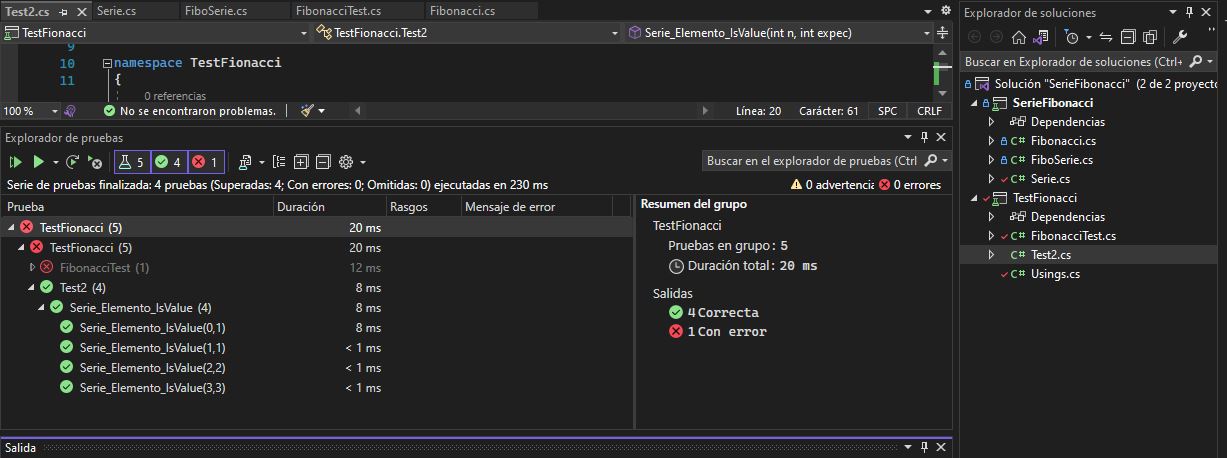 Test2.cs
Serie.cs
FiboSerie.cs
FibonacciTest.cs
Fibonacci.cs
TestFionacci
TestFionacci.Test2
Serie_Elemento_IsValue(int n, int expec)
9
10 namespace TestFionacci
11 {
0 referencias
100 %
No se encontraron problemas.
Línea: 20
Carácter: 61
SPC
CRLF
Explorador de pruebas
5
4
1
Buscar en el explorador de pruebas (Ctrl
Serie de pruebas finalizada: 4 pruebas (Superadas: 4; Con errores: 0; Omitidas: 0) ejecutadas en 230 ms
0 advertencia
0 errores
Prueba
Duración
Rasgos
Mensaje de error
TestFionacci (5) 20 ms
TestFionacci (5) 20 ms
FibonacciTest (1) 12 ms
Test2 (4) 8 ms
Serie_Elemento_IsValue (4) 8 ms
Serie_Elemento_IsValue(0,1) 8 ms
Serie_Elemento_IsValue(1,1) < 1 ms
Serie_Elemento_IsValue(2,2) < 1 ms
Serie_Elemento_IsValue(3,3) < 1 ms
Resumen del grupo
TestFionacci
Pruebas en grupo: 5
Duración total: 20 ms
Salidas
4 Correcta
1 Con error
Salida
Explorador de soluciones
Buscar en Explorador de soluciones (Ctrl+
Solución "SerieFibonacci" (2 de 2 proyecto
SerieFibonacci
Dependencias
C# Fibonacci.cs
C# FiboSerie.cs
C# Serie.cs
TestFionacci
Dependencias
C# FibonacciTest.cs
C# Test2.cs
C# Usings.cs